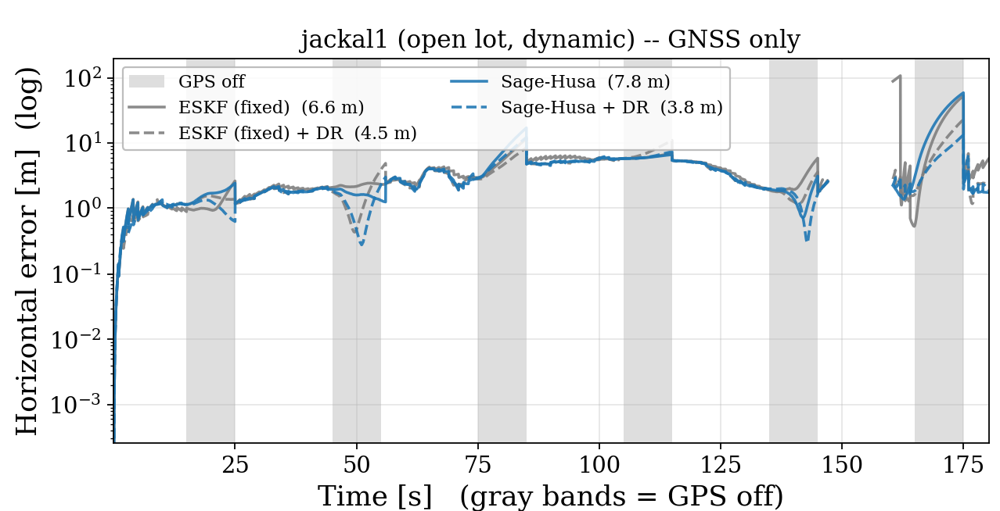 jackal1 (open lot, dynamic) -- GNSS only
GPS off
ESKF (fixed)  (6.6 m)
ESKF (fixed) + DR  (4.5 m)
Sage-Husa  (7.8 m)
Sage-Husa + DR  (3.8 m)
Horizontal error [m]  (log)
10²
10¹
10⁰
10⁻¹
10⁻²
10⁻³
25 50 75 100 125 150 175
Time [s]   (gray bands = GPS off)